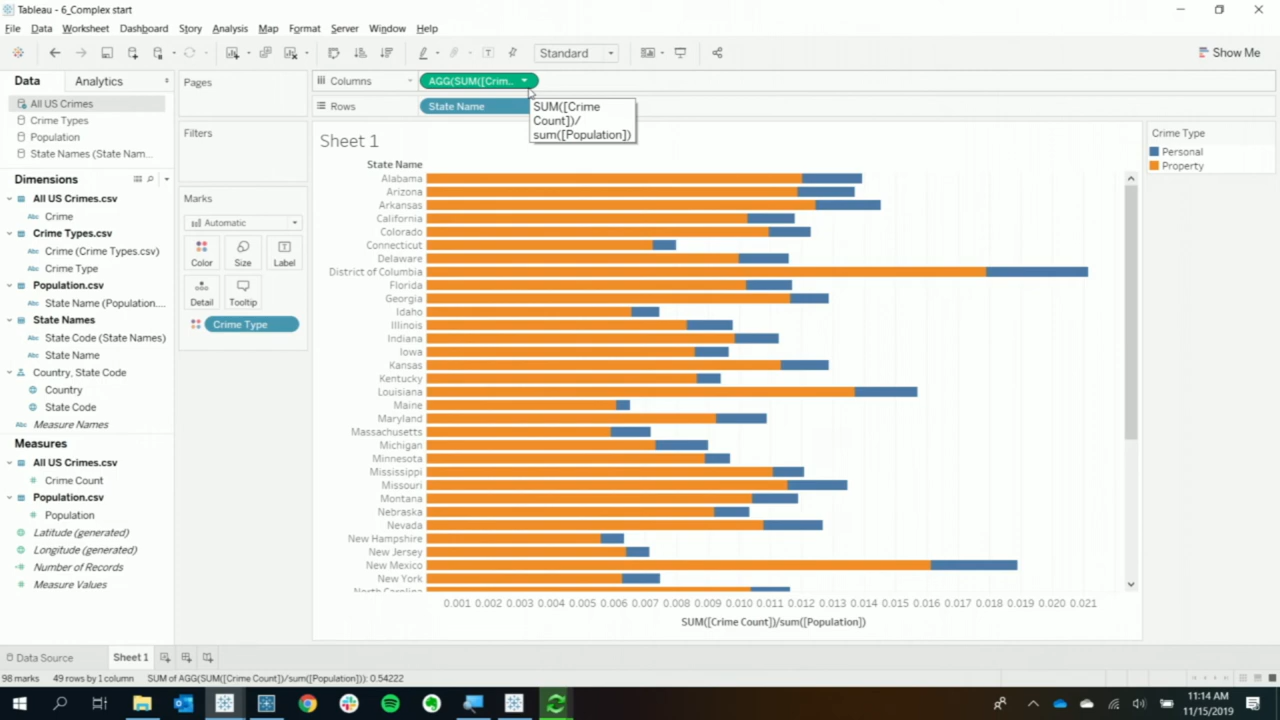 Tableau - 6_Complex start
File Data Worksheet Dashboard Story Analysis Map Format Server Window Help
Standard
Show Me
Data Analytics
Pages
Columns
AGG(SUM([Crim..
Rows
State Name
SUM([Crime
Count])/
sum([Population])
All US Crimes
Crime Types
Population
State Names (State Nam...
Dimensions
All US Crimes.csv
Abc Crime
Crime Types.csv
Abc Crime (Crime Types.csv)
Abc Crime Type
Population.csv
Abc State Name (Population....
State Names
Abc State Code (State Names)
Abc State Name
Country, State Code
Country
State Code
Abc Measure Names
Measures
All US Crimes.csv
# Crime Count
Population.csv
# Population
Latitude (generated)
Longitude (generated)
Number of Records
# Measure Values
Filters
Marks
Automatic
Color
Size
Label
Detail
Tooltip
Crime Type
Sheet 1
State Name
Alabama
Arizona
Arkansas
California
Colorado
Connecticut
Delaware
District of Columbia
Florida
Georgia
Idaho
Illinois
Indiana
Iowa
Kansas
Kentucky
Louisiana
Maine
Maryland
Massachusetts
Michigan
Minnesota
Mississippi
Missouri
Montana
Nebraska
Nevada
New Hampshire
New Jersey
New Mexico
New York
North Carolina
0.001 0.002 0.003 0.004 0.005 0.006 0.007 0.008 0.009 0.010 0.011 0.012 0.013 0.014 0.015 0.016 0.017 0.018 0.019 0.020 0.021
SUM([Crime Count])/sum([Population])
Crime Type
Personal
Property
Data Source
Sheet 1
98 marks 49 rows by 1 column SUM of AGG(SUM([Crime Count])/sum([Population])): 0.54222
11:14 AM
11/15/2019